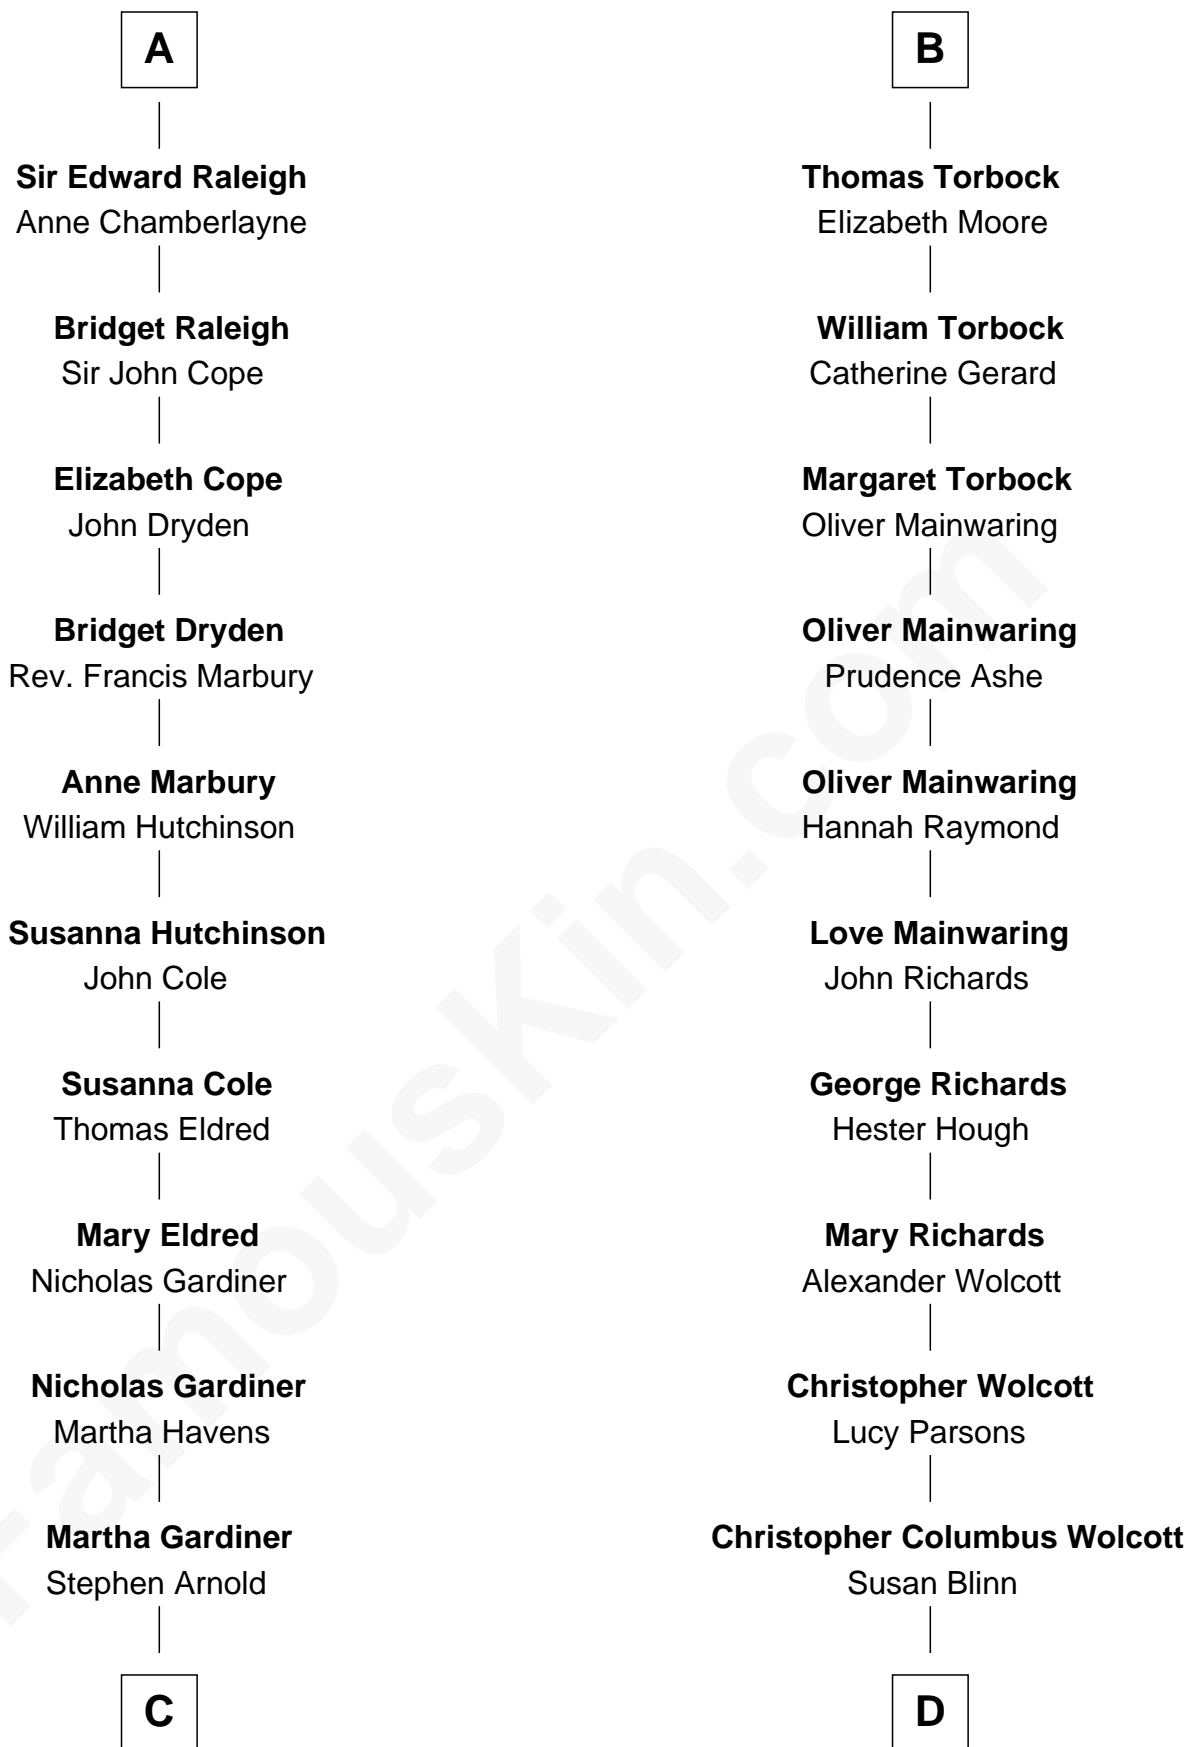 A
Sir Edward Raleigh
Anne Chamberlayne
Bridget Raleigh
Sir John Cope
Elizabeth Cope
John Dryden
Bridget Dryden
Rev. Francis Marbury
Anne Marbury
William Hutchinson
Susanna Hutchinson
John Cole
Susanna Cole
Thomas Eldred
Mary Eldred
Nicholas Gardiner
Nicholas Gardiner
Martha Havens
Martha Gardiner
Stephen Arnold
C
B
Thomas Torbock
Elizabeth Moore
William Torbock
Catherine Gerard
Margaret Torbock
Oliver Mainwaring
Oliver Mainwaring
Prudence Ashe
Oliver Mainwaring
Hannah Raymond
Love Mainwaring
John Richards
George Richards
Hester Hough
Mary Richards
Alexander Wolcott
Christopher Wolcott
Lucy Parsons
Christopher Columbus Wolcott
Susan Blinn
D
FamousKin.com